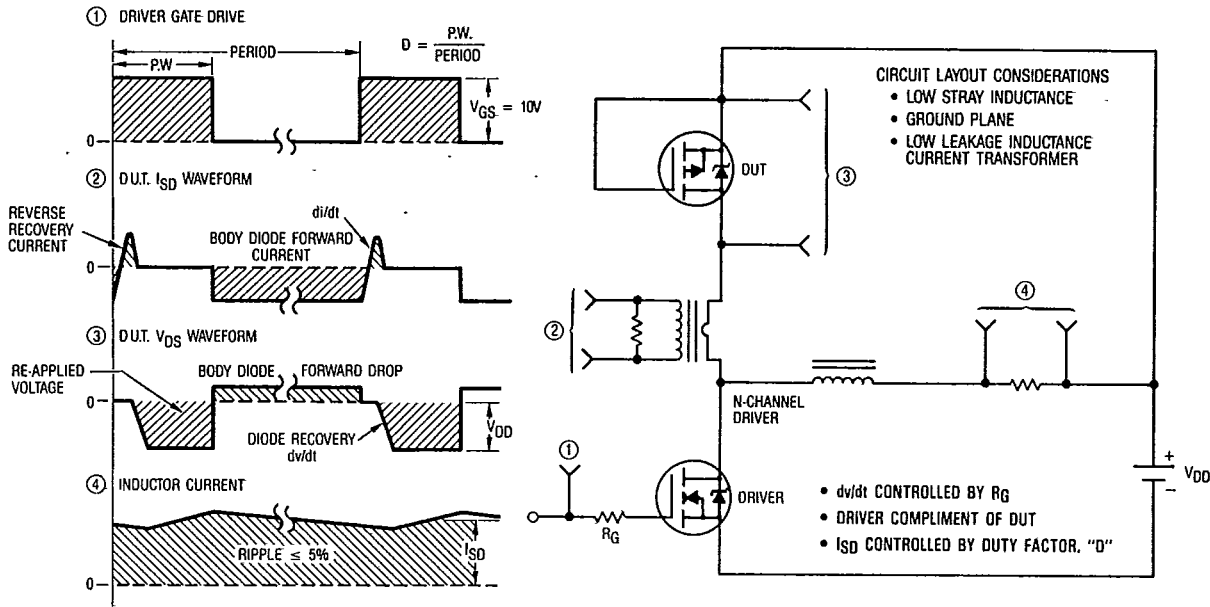 ① DRIVER GATE DRIVE
D = P.W. / PERIOD
PERIOD
P.W
V_GS = 10V
0
② D.U.T. I_SD WAVEFORM
di/dt
REVERSE
RECOVERY
CURRENT
BODY DIODE FORWARD
CURRENT
0
③ D.U.T. V_DS WAVEFORM
RE-APPLIED
VOLTAGE
BODY DIODE FORWARD DROP
0
V_DD
DIODE RECOVERY
dv/dt
④ INDUCTOR CURRENT
RIPPLE ≤ 5%
I_SD
0
CIRCUIT LAYOUT CONSIDERATIONS
• LOW STRAY INDUCTANCE
• GROUND PLANE
• LOW LEAKAGE INDUCTANCE
CURRENT TRANSFORMER
DUT
③
②
④
N-CHANNEL
DRIVER
①
DRIVER
R_G
+
V_DD
−
• dv/dt CONTROLLED BY R_G
• DRIVER COMPLIMENT OF DUT
• I_SD CONTROLLED BY DUTY FACTOR, "D"